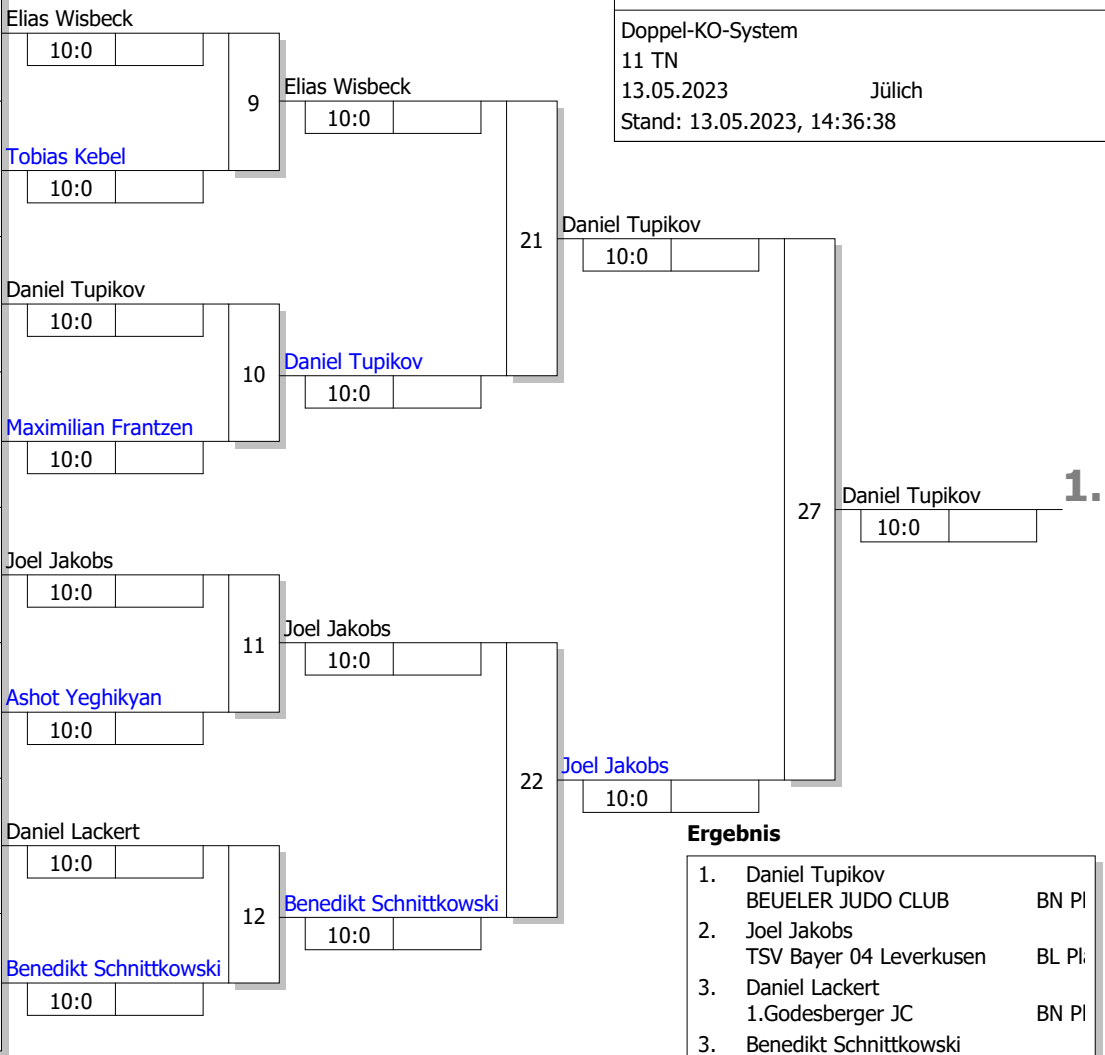 Doppel-KO-System
11 TN
13.05.2023 Jülich
Stand: 13.05.2023, 14:36:38
Elias Wisbeck
10:0
9
Tobias Kebel
10:0
Daniel Tupikov
10:0
10
Maximilian Frantzen
10:0
Joel Jakobs
10:0
11
Ashot Yeghikyan
10:0
Daniel Lackert
10:0
12
Benedikt Schnittkowski
10:0
Elias Wisbeck
10:0
21
Daniel Tupikov
10:0
Joel Jakobs
10:0
22
Benedikt Schnittkowski
10:0
Daniel Tupikov
10:0
27
Joel Jakobs
10:0
Daniel Tupikov 1.
10:0
Ergebnis
1. Daniel Tupikov
BEUELER JUDO CLUB BN
2. Joel Jakobs
TSV Bayer 04 Leverkusen BL
3. Daniel Lackert
1.Godesberger JC BN
3. Benedikt Schnittkowski